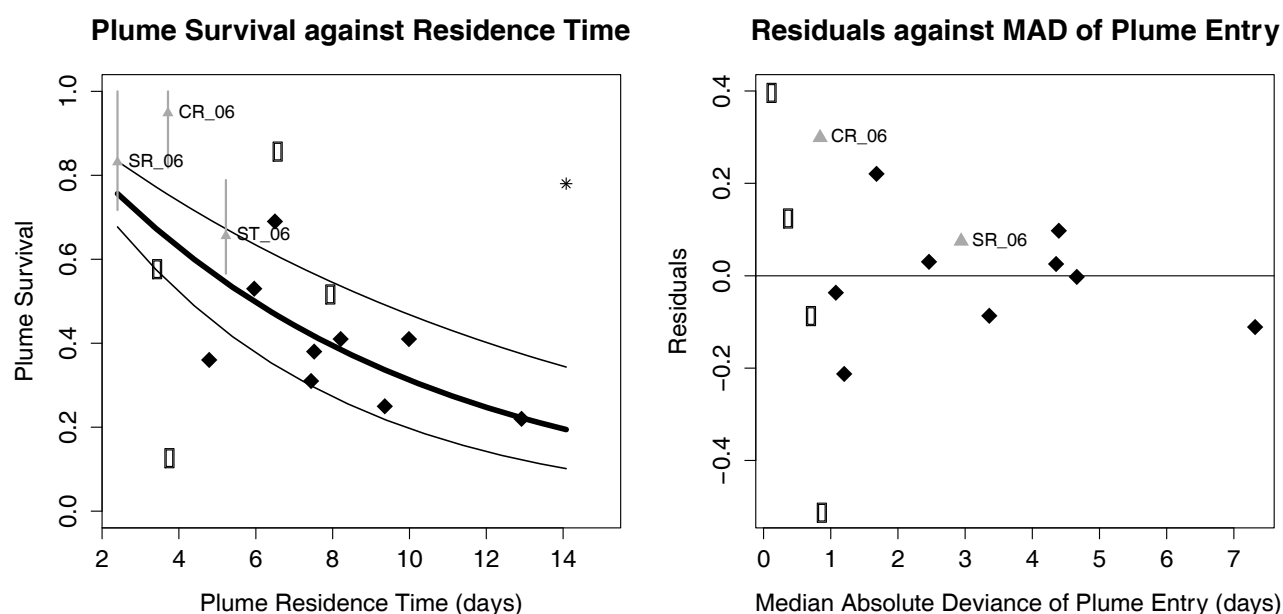 Plume Survival against Residence Time
1.0
0.8
0.6
0.4
0.2
0.0
Plume Survival
CR_06
SR_06
ST_06
2 4 6 8 10 12 14
Plume Residence Time (days)
Residuals against MAD of Plume Entry
0.4
0.2
0.0
−0.2
−0.4
Residuals
CR_06
SR_06
0 1 2 3 4 5 6 7
Median Absolute Deviance of Plume Entry (days)